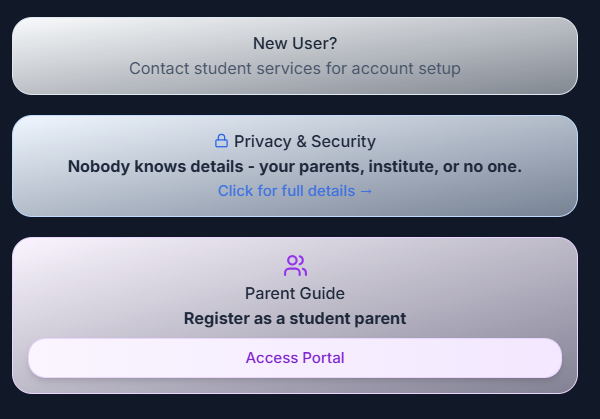 New User?
Contact student services for account setup
Privacy & Security
Nobody knows details - your parents, institute, or no one.
Click for full details →
Parent Guide
Register as a student parent
Access Portal